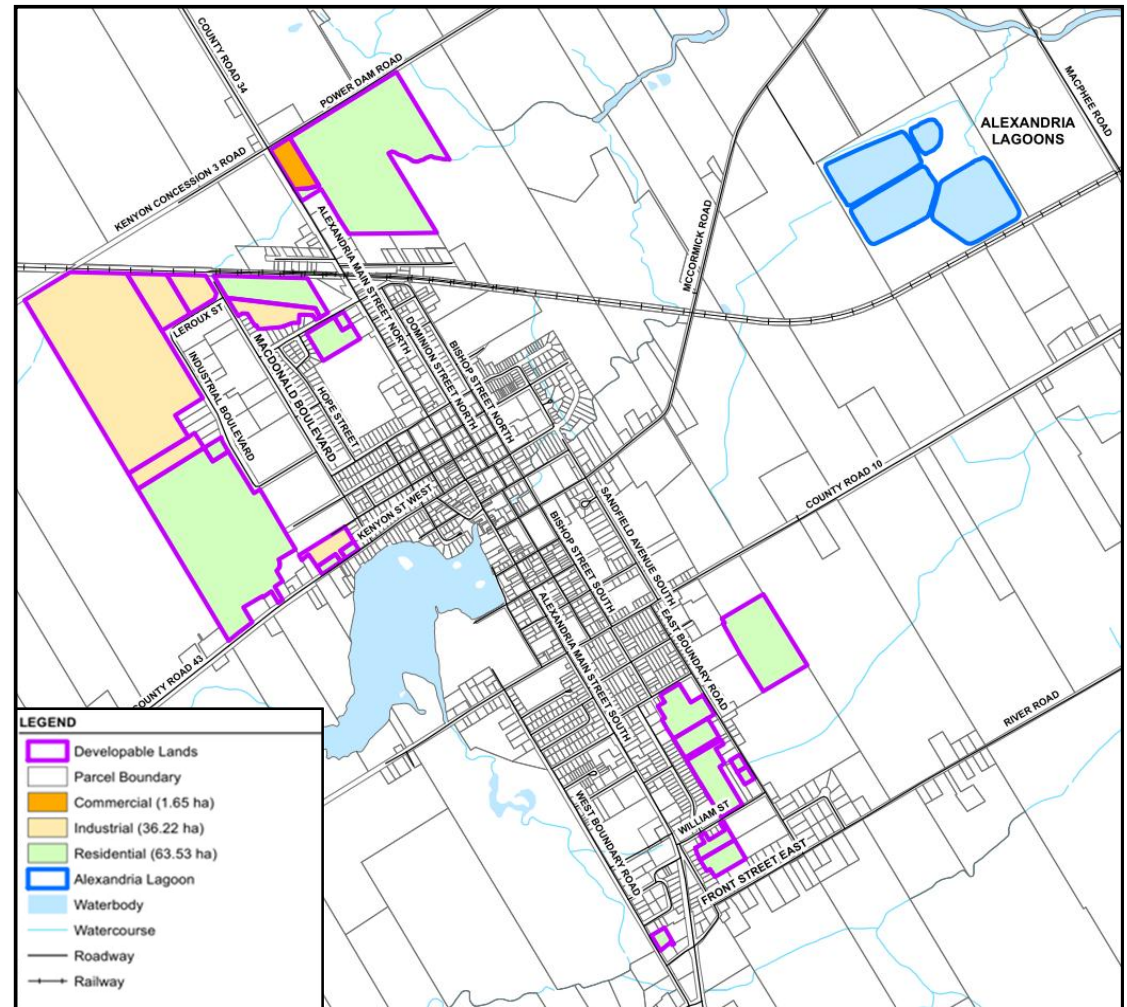 COUNTY ROAD 34
POWER DAM ROAD
MACPHEE ROAD
ALEXANDRIA
LAGOONS
KENYON CONCESSION 3 ROAD
ALEXANDRIA MAIN STREET NORTH
MCCORMICK ROAD
LEROUX ST
INDUSTRIAL BOULEVARD
MACDONALD BOULEVARD
HOPE STREET
DOMINION STREET NORTH
BISHOP STREET NORTH
KENYON ST WEST
SANDFIELD AVENUE SOUTH
COUNTY ROAD 10
BISHOP STREET SOUTH
ALEXANDRIA MAIN STREET SOUTH
EAST BOUNDARY ROAD
COUNTY ROAD 43
RIVER ROAD
WEST BOUNDARY ROAD
WILLIAM ST
FRONT STREET EAST
LEGEND
Developable Lands
Parcel Boundary
Commercial (1.65 ha)
Industrial (36.22 ha)
Residential (63.53 ha)
Alexandria Lagoon
Waterbody
Watercourse
Roadway
Railway